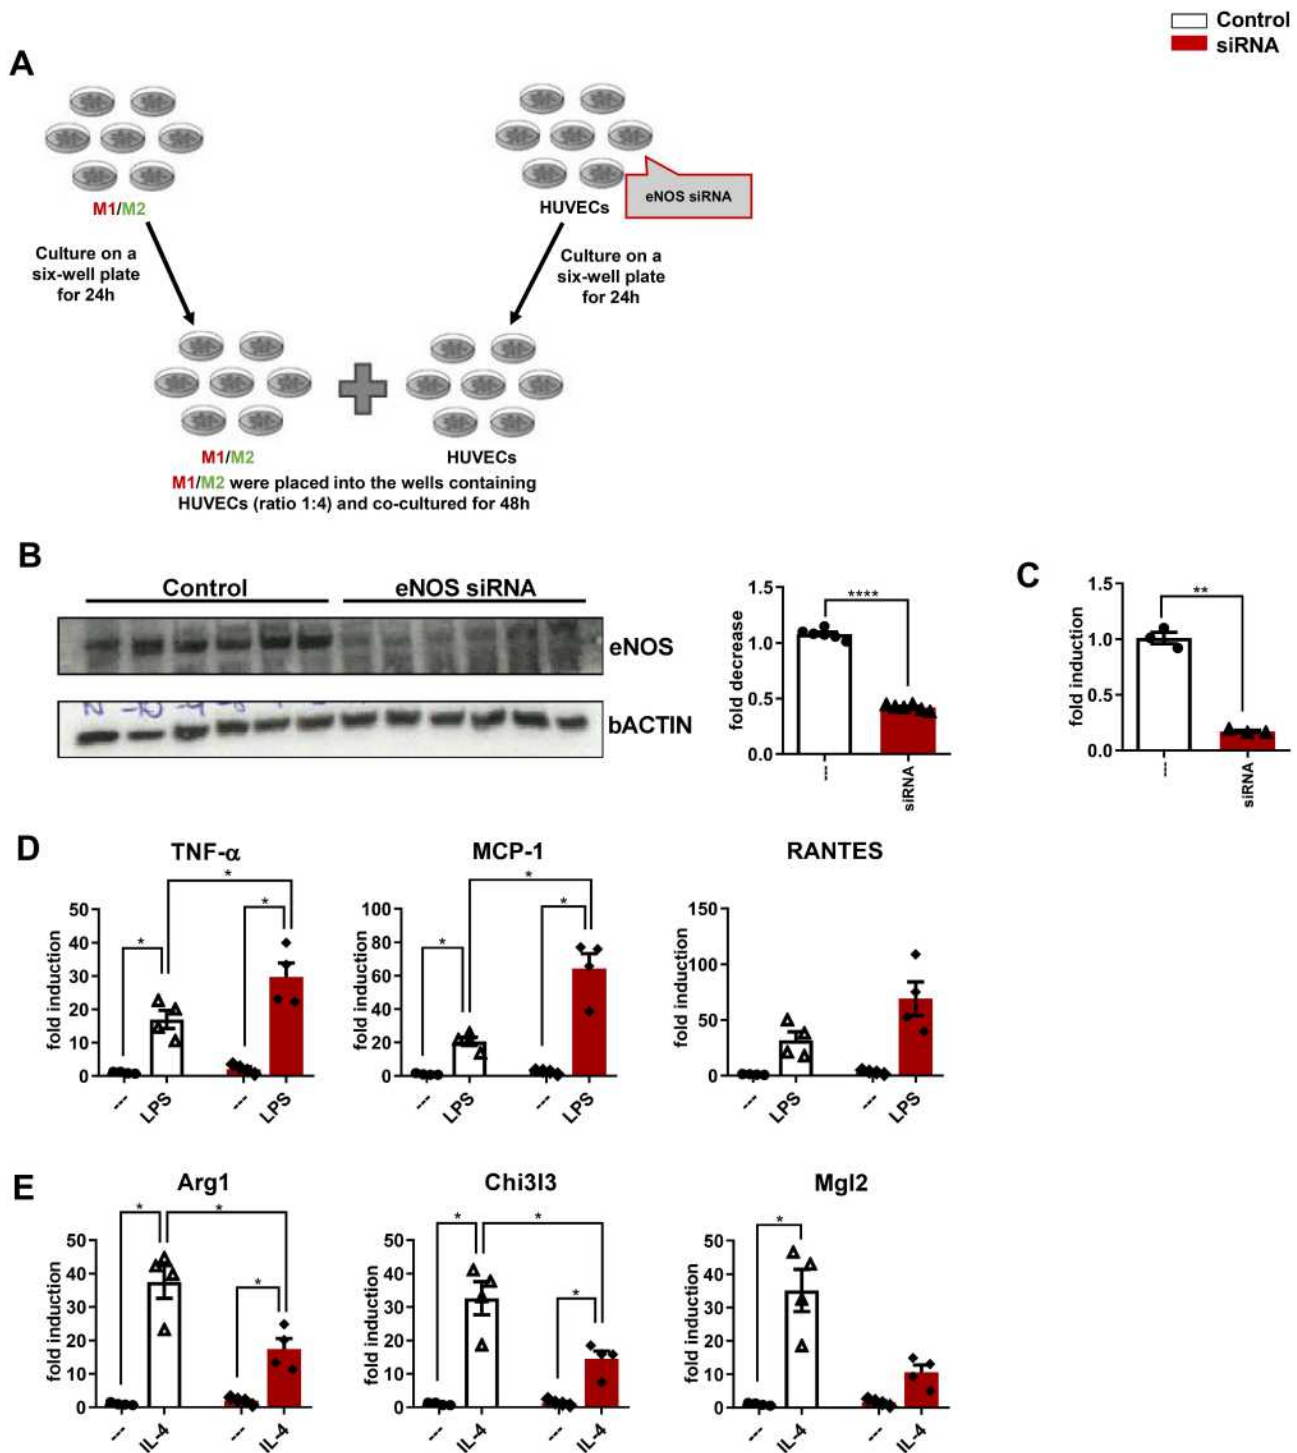 Control
siRNA
A
M1/M2
HUVECs
eNOS siRNA
Culture on a
six-well plate
for 24h
Culture on a
six-well plate
for 24h
M1/M2
HUVECs
M1/M2 were placed into the wells containing
HUVECs (ratio 1:4) and co-cultured for 48h
B
Control
eNOS siRNA
eNOS
bACTIN
fold decrease
1.5
1.0
0.5
0.0
****
---
siRNA
C
fold induction
1.5
1.0
0.5
0.0
**
---
siRNA
D
TNF-α
fold induction
50
40
30
20
10
0
*
*
*
---
LPS
---
LPS
MCP-1
fold induction
100
80
60
40
20
0
*
*
*
---
LPS
---
LPS
RANTES
fold induction
150
100
50
0
---
LPS
---
LPS
E
Arg1
fold induction
50
40
30
20
10
0
*
*
*
---
IL-4
---
IL-4
Chi3l3
fold induction
50
40
30
20
10
0
*
*
*
---
IL-4
---
IL-4
Mgl2
fold induction
50
40
30
20
10
0
*
---
IL-4
---
IL-4